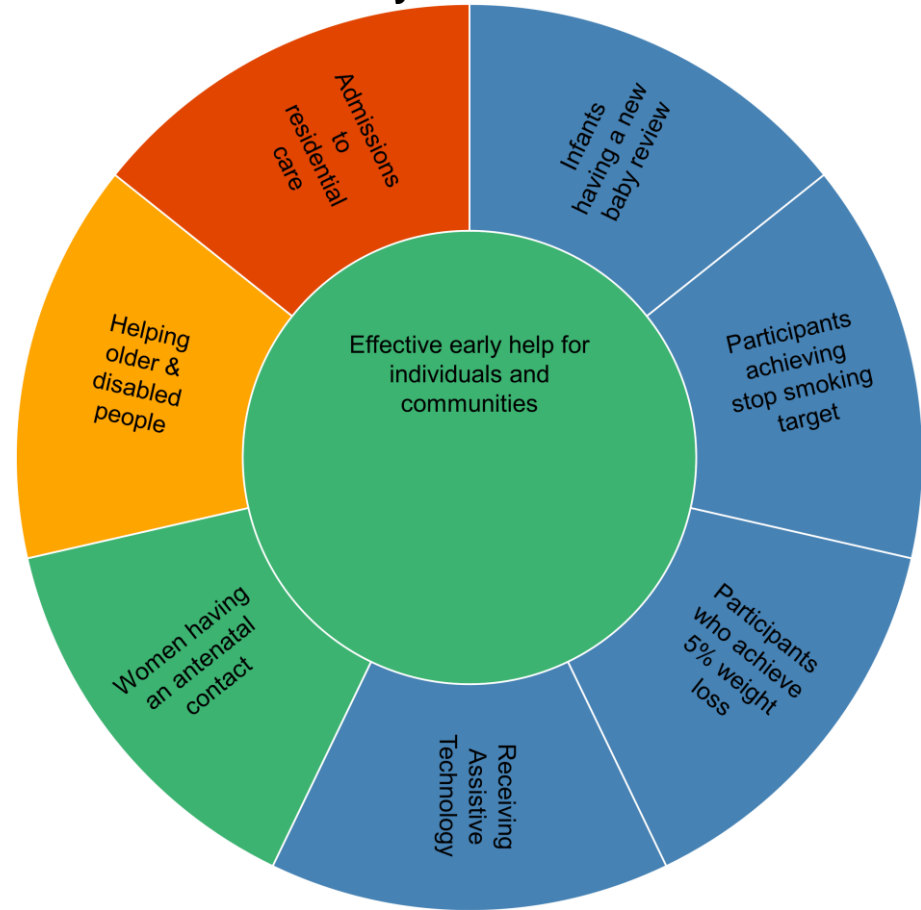 Effective early help for
individuals and
communities
Infants
having a new
baby review
Participants
achieving
stop smoking
target
Participants
who achieve
5% weight
loss
Receiving
Assistive
Technology
Women having
an antenatal
contact
Helping
older &
disabled
people
Admissions
to
residential
care